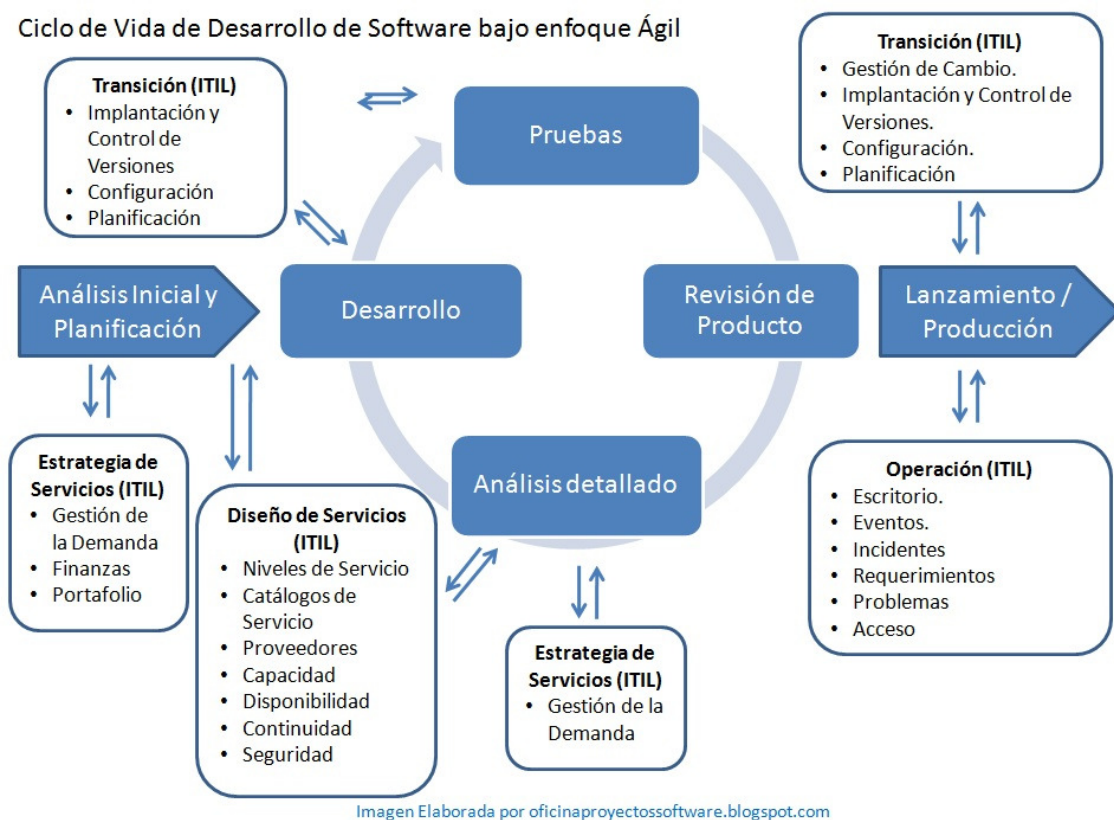 Ciclo de Vida de Desarrollo de Software bajo enfoque Ágil
Transición (ITIL)
• Implantación y
Control de
Versiones
• Configuración
• Planificación
Pruebas
Transición (ITIL)
• Gestión de Cambio.
• Implantación y Control de
Versiones.
• Configuración.
• Planificación
Análisis Inicial y
Planificación
Desarrollo
Revisión de
Producto
Lanzamiento /
Producción
Análisis detallado
Estrategia de
Servicios (ITIL)
• Gestión de
la Demanda
• Finanzas
• Portafolio
Diseño de Servicios
(ITIL)
• Niveles de Servicio
• Catálogos de
Servicio
• Proveedores
• Capacidad
• Disponibilidad
• Continuidad
• Seguridad
Estrategia de
Servicios (ITIL)
• Gestión de la
Demanda
Operación (ITIL)
• Escritorio.
• Eventos.
• Incidentes
• Requerimientos
• Problemas
• Acceso
Imagen Elaborada por oficinaproyectossoftware.blogspot.com